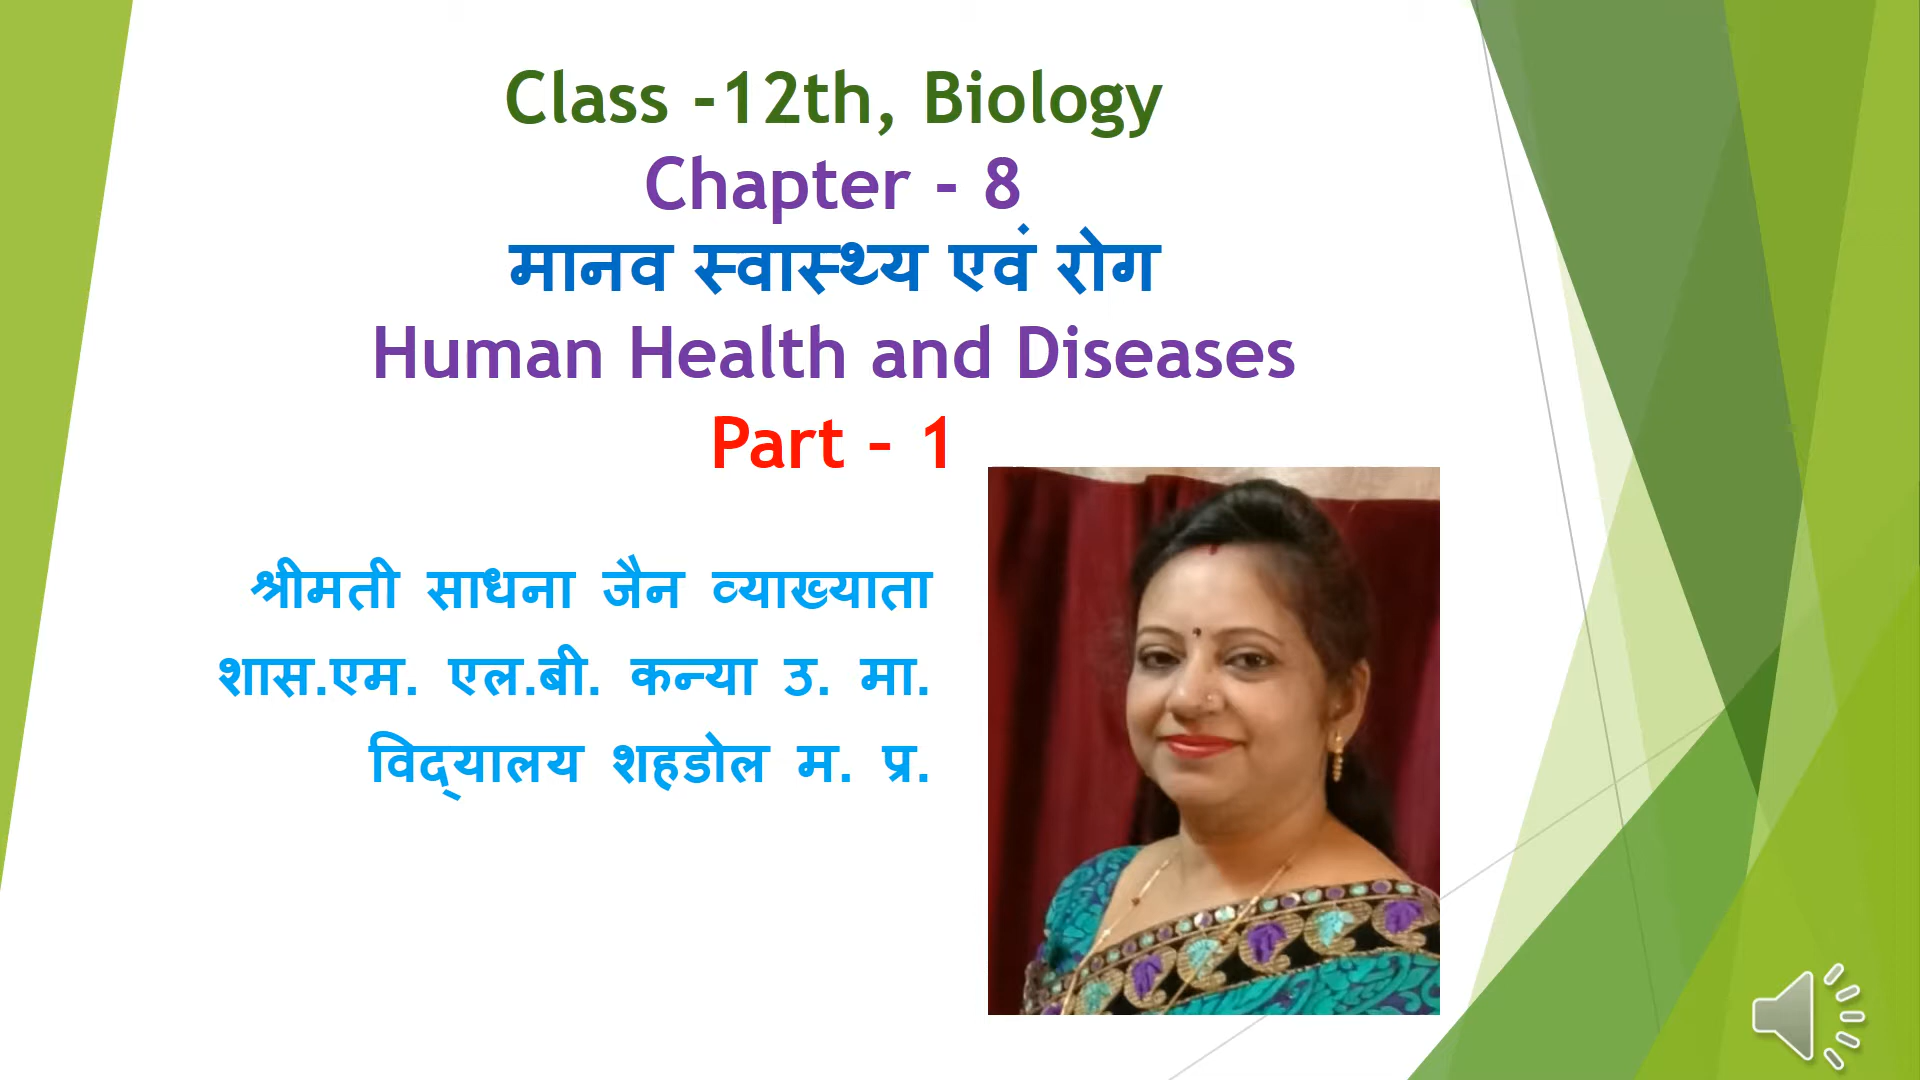 Class -12th, Biology
Chapter - 8
मानव स्वास्थ्य एवं रोग
Human Health and Diseases
Part – 1
श्रीमती साधना जैन व्याख्याता
शास.एम. एल.बी. कन्या उ. मा.
विद्‌यालय शहडोल म. प्र.